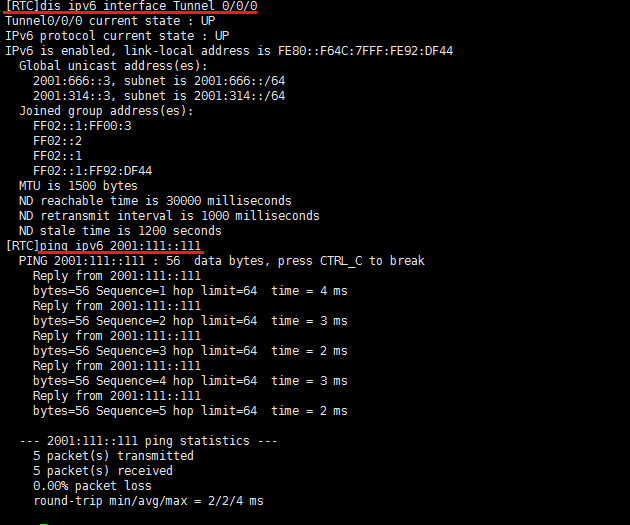 [RTC]dis ipv6 interface Tunnel 0/0/0
Tunnel0/0/0 current state : UP
IPv6 protocol current state : UP
IPv6 is enabled, link-local address is FE80::F64C:7FFF:FE92:DF44
  Global unicast address(es):
    2001:666::3, subnet is 2001:666::/64
    2001:314::3, subnet is 2001:314::/64
  Joined group address(es):
    FF02::1:FF00:3
    FF02::2
    FF02::1
    FF02::1:FF92:DF44
  MTU is 1500 bytes
  ND reachable time is 30000 milliseconds
  ND retransmit interval is 1000 milliseconds
  ND stale time is 1200 seconds
[RTC]ping ipv6 2001:111::111
  PING 2001:111::111 : 56  data bytes, press CTRL_C to break
    Reply from 2001:111::111
    bytes=56 Sequence=1 hop limit=64  time = 4 ms
    Reply from 2001:111::111
    bytes=56 Sequence=2 hop limit=64  time = 3 ms
    Reply from 2001:111::111
    bytes=56 Sequence=3 hop limit=64  time = 2 ms
    Reply from 2001:111::111
    bytes=56 Sequence=4 hop limit=64  time = 3 ms
    Reply from 2001:111::111
    bytes=56 Sequence=5 hop limit=64  time = 2 ms
  --- 2001:111::111 ping statistics ---
    5 packet(s) transmitted
    5 packet(s) received
    0.00% packet loss
    round-trip min/avg/max = 2/2/4 ms